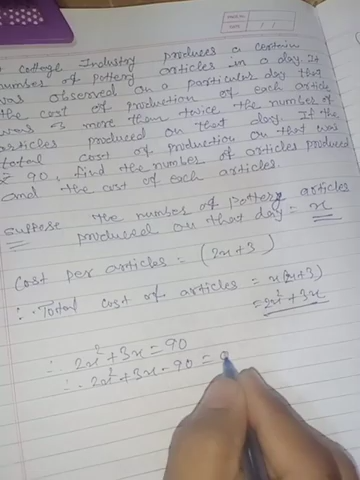 cottage Industry produces a certain
number of pottery articles in a day. It
was observed on a particular day that
the cost of production of each article
was 3 more than twice the number of
articles produced on that day. If the
total cost of production on that was
₹ 90, find the number of articles produced
and the cost of each articles.
Suppose the number of pottery articles
produced on that day = x
Cost per articles = (2x+3)
∴ Total cost of articles = x(2x+3)
= 2x²+3x
∴ 2x²+3x = 90
∴ 2x²+3x-90 = 0